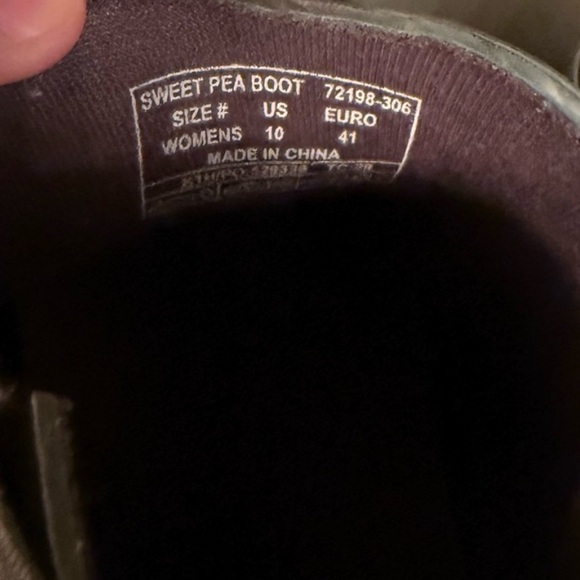 SWEET PEA BOOT 72198-306
SIZE # US EURO
WOMENS 10 41
MADE IN CHINA